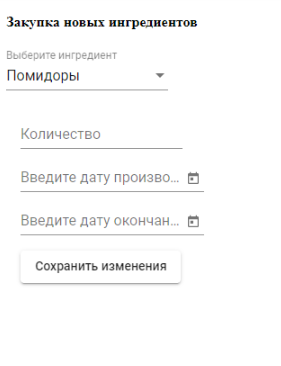 Закупка новых ингредиентов
Выберите ингредиент
Помидоры
Количество
Введите дату произво...
Введите дату окончан...
Сохранить изменения